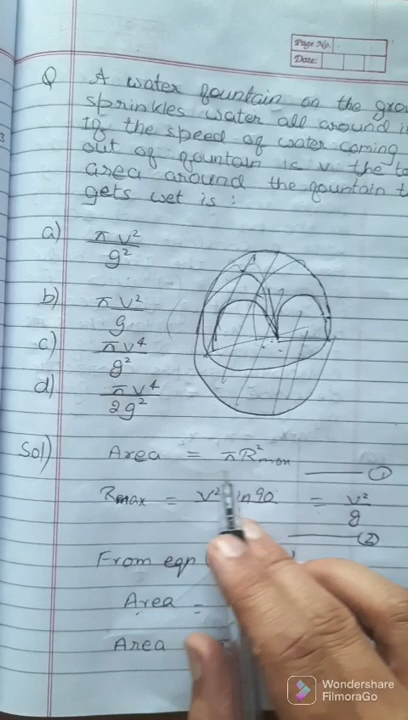 Page No.
Date:
Q A water fountain on the gro
sprinkles water all around i
If the speed of water coming
out of fountain is v the to
area around the fountain t
gets wet is :
a) πv²/g²
b) πv²/g
c) πv⁴/g²
d) πv⁴/2g²
Sol) Area = πR²max ——— ①
Rmax = v² in90 = v²/g
——— ②
From eqn
Area =
Area =
Wondershare
FilmoraGo